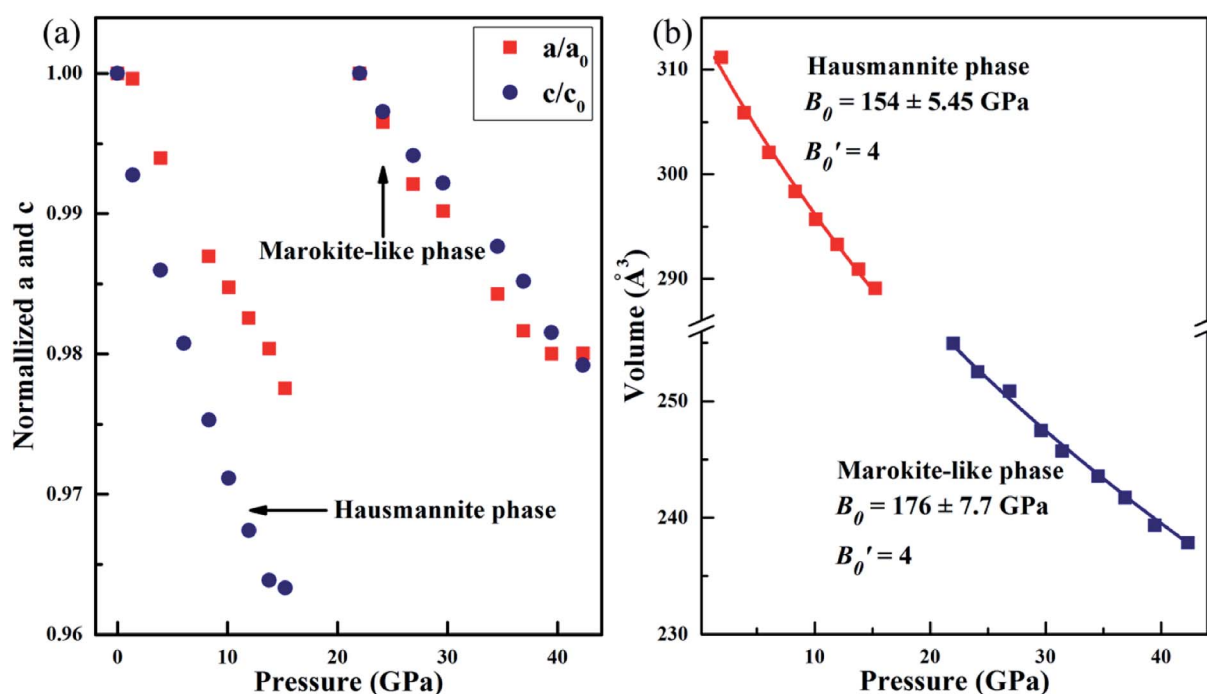 (a)
a/a₀
c/c₀
1.00
0.99
0.98
0.97
0.96
Normallized a and c
Marokite-like phase
Hausmannite phase
0
10
20
30
40
Pressure (GPa)
(b)
Hausmannite phase
B₀ = 154 ± 5.45 GPa
B₀′ = 4
310
300
290
250
240
230
Volume (Å³)
Marokite-like phase
B₀ = 176 ± 7.7 GPa
B₀′ = 4
10
20
30
40
Pressure (GPa)